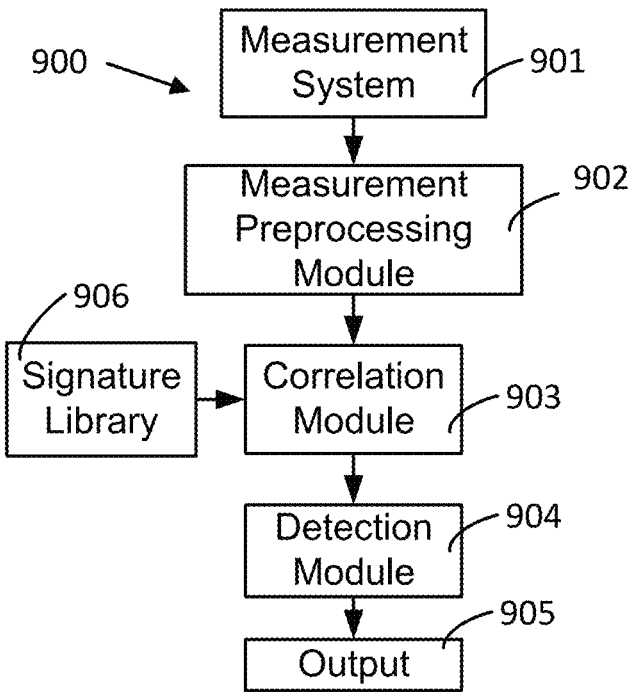 900
Measurement
System
901
Measurement
Preprocessing
Module
902
906
Signature
Library
Correlation
Module
903
Detection
Module
904
Output
905